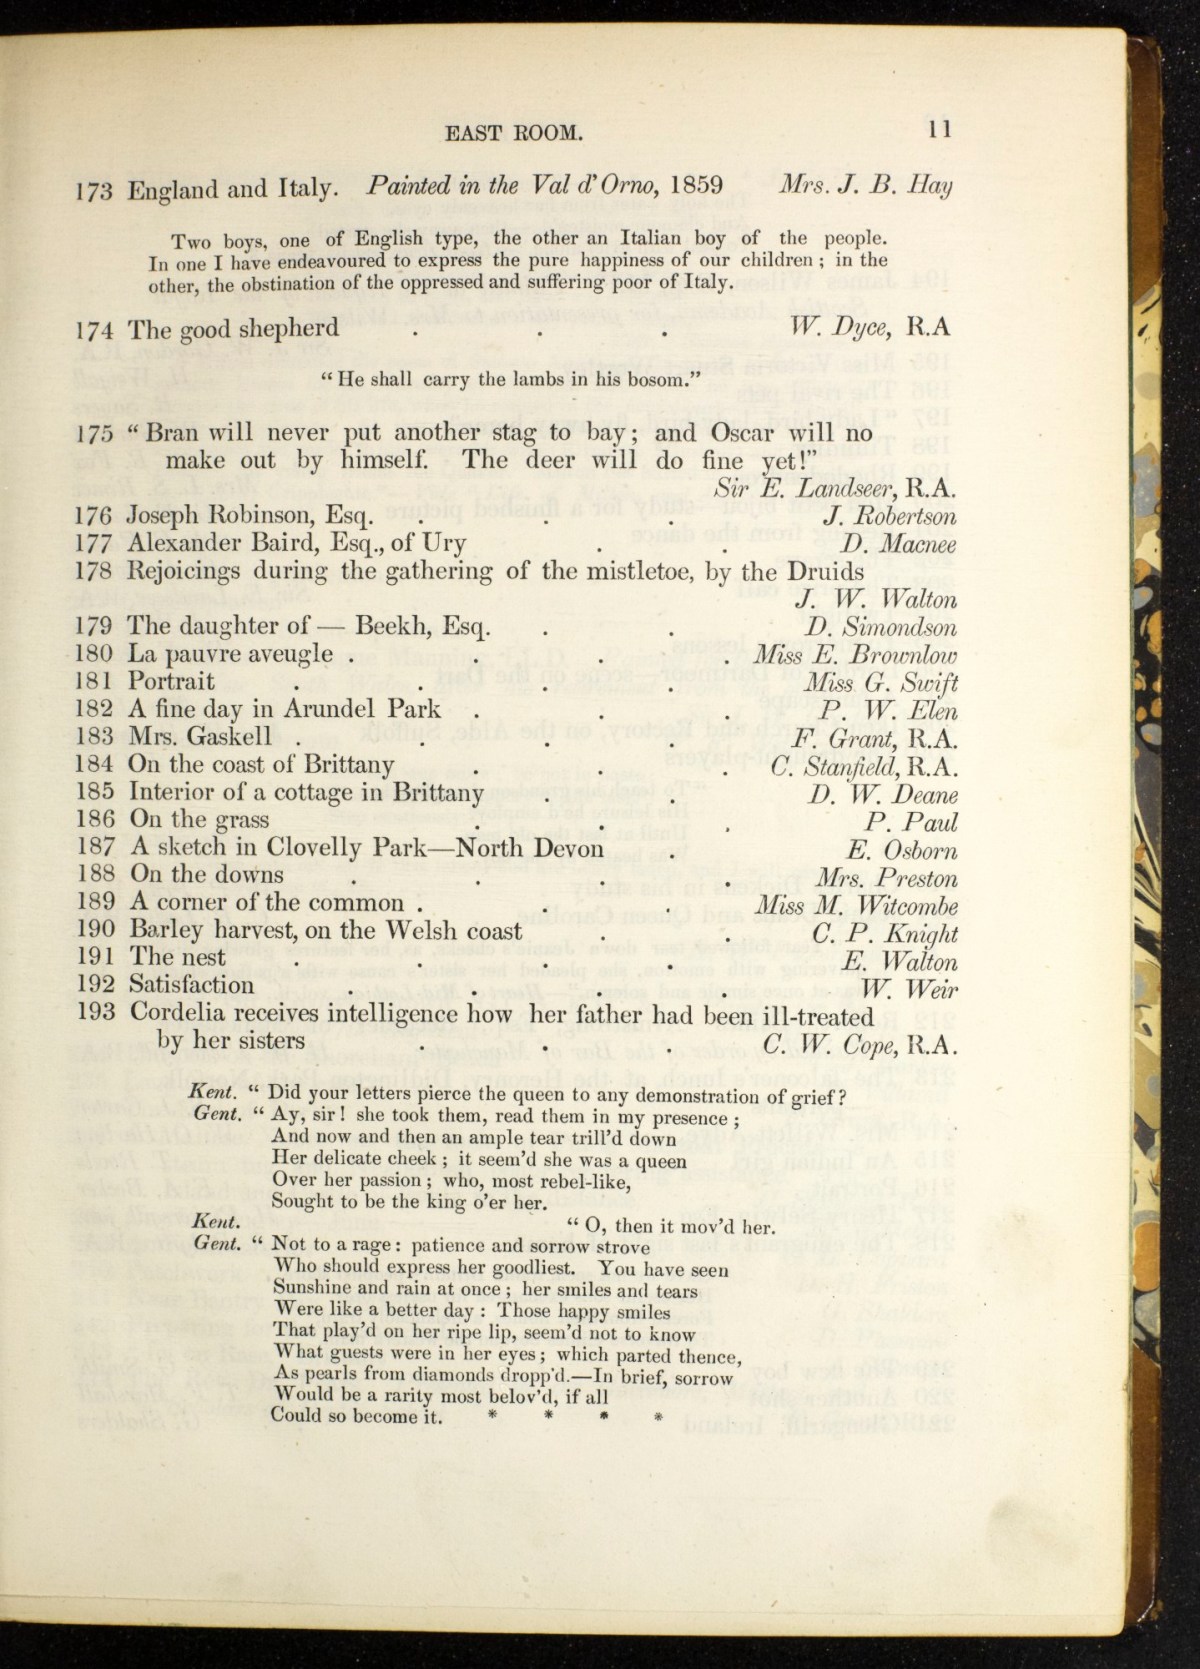 EAST ROOM. 11
173 England and Italy. Painted in the Val d'Orno, 1859 Mrs. J. B. Hay
Two boys, one of English type, the other an Italian boy of the people.
In one I have endeavoured to express the pure happiness of our children; in the
other, the obstination of the oppressed and suffering poor of Italy.
174 The good shepherd . . . W. Dyce, R.A
"He shall carry the lambs in his bosom."
175 "Bran will never put another stag to bay; and Oscar will no
make out by himself. The deer will do fine yet!"
Sir E. Landseer, R.A.
176 Joseph Robinson, Esq. . . . J. Robertson
177 Alexander Baird, Esq., of Ury . . D. Macnee
178 Rejoicings during the gathering of the mistletoe, by the Druids
J. W. Walton
179 The daughter of — Beekh, Esq. . . D. Simondson
180 La pauvre aveugle . . . . Miss E. Brownlow
181 Portrait . . . . Miss G. Swift
182 A fine day in Arundel Park . . . P. W. Elen
183 Mrs. Gaskell . . . . F. Grant, R.A.
184 On the coast of Brittany . . . C. Stanfield, R.A.
185 Interior of a cottage in Brittany . . D. W. Deane
186 On the grass . . . P. Paul
187 A sketch in Clovelly Park—North Devon . E. Osborn
188 On the downs . . . . Mrs. Preston
189 A corner of the common . . . Miss M. Witcombe
190 Barley harvest, on the Welsh coast . . C. P. Knight
191 The nest . . . . E. Walton
192 Satisfaction . . . . W. Weir
193 Cordelia receives intelligence how her father had been ill-treated
by her sisters . . . C. W. Cope, R.A.
Kent. "Did your letters pierce the queen to any demonstration of grief?
Gent. "Ay, sir! she took them, read them in my presence;
And now and then an ample tear trill'd down
Her delicate cheek; it seem'd she was a queen
Over her passion; who, most rebel-like,
Sought to be the king o'er her.
Kent. "O, then it mov'd her.
Gent. "Not to a rage: patience and sorrow strove
Who should express her goodliest. You have seen
Sunshine and rain at once; her smiles and tears
Were like a better day: Those happy smiles
That play'd on her ripe lip, seem'd not to know
What guests were in her eyes; which parted thence,
As pearls from diamonds dropp'd.—In brief, sorrow
Would be a rarity most belov'd, if all
Could so become it. * * * *